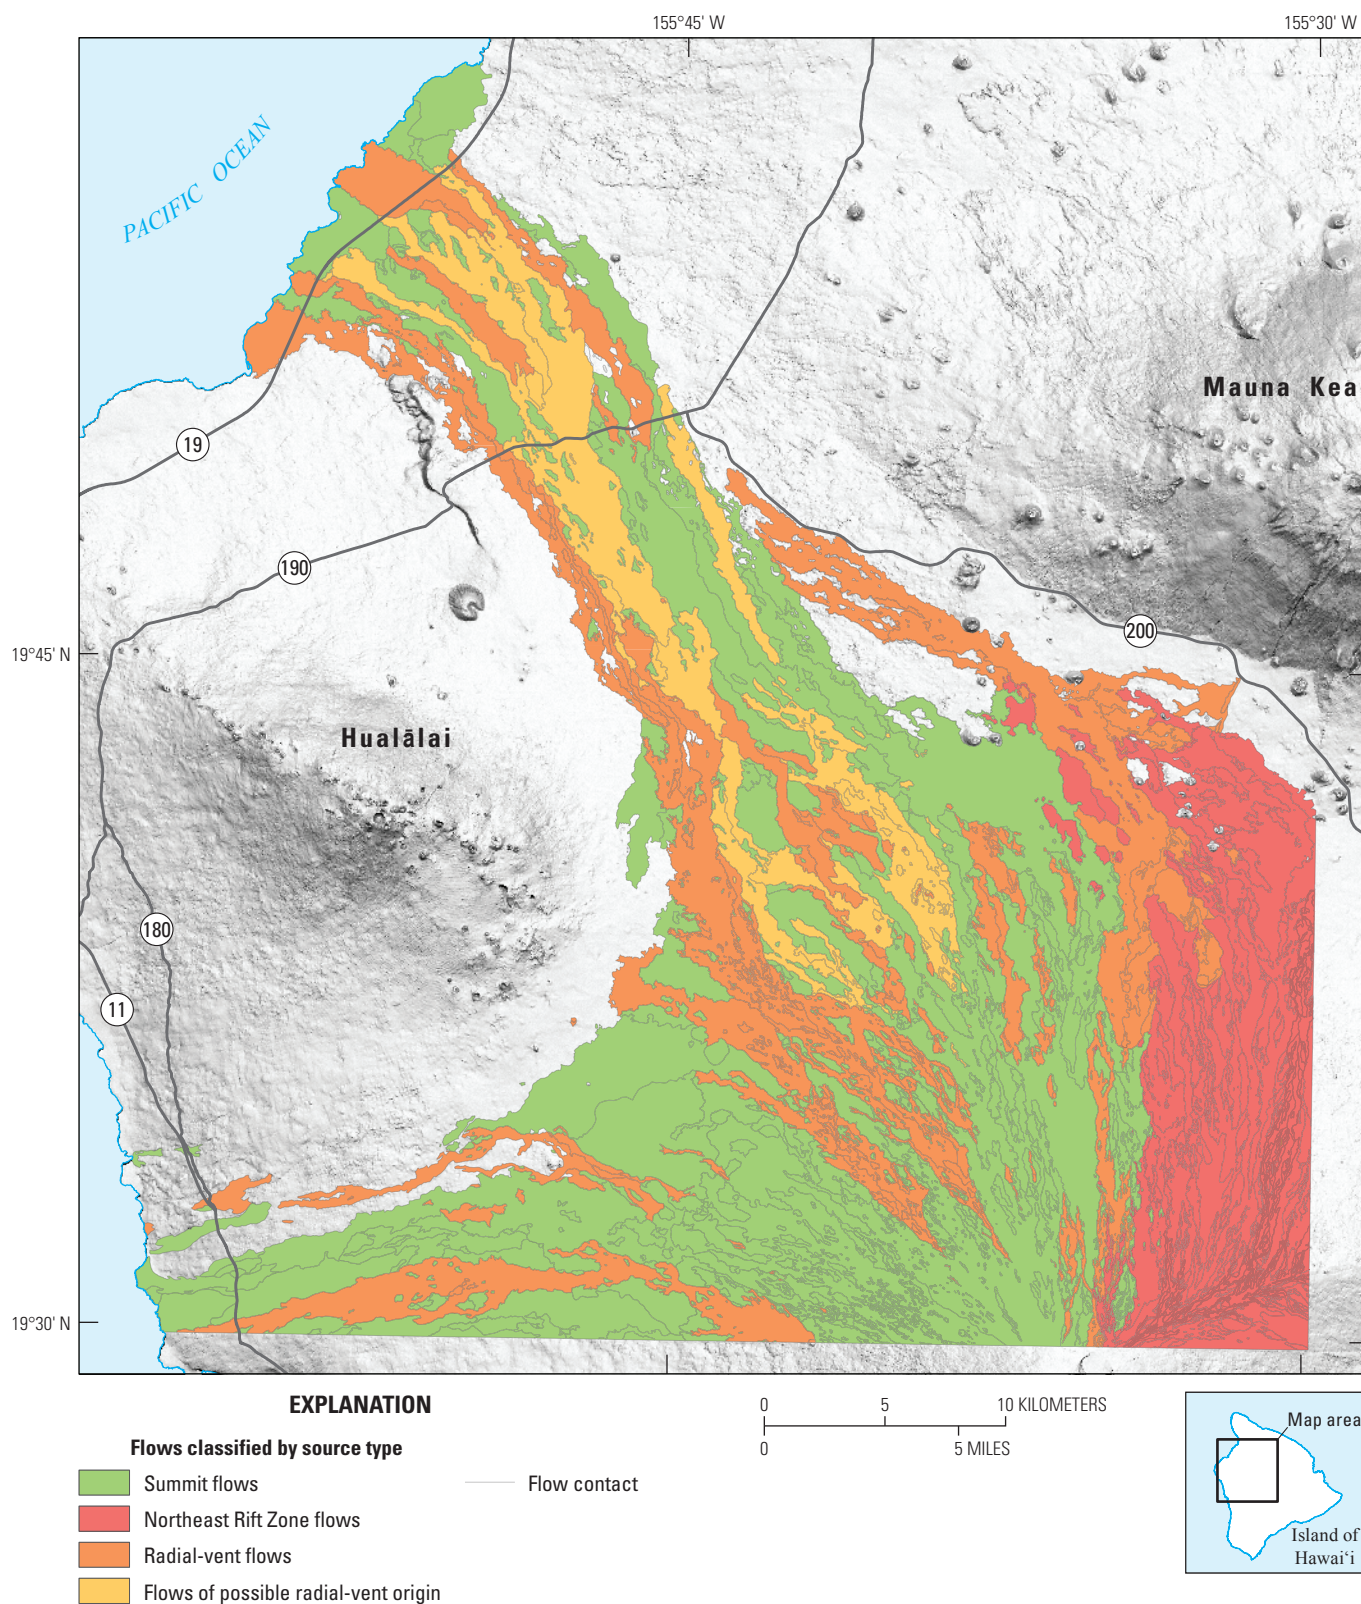 155°45' W
155°30' W
PACIFIC OCEAN
Mauna Kea
19
190
200
19°45' N
Hualālai
180
11
19°30' N
EXPLANATION
Flows classified by source type
Summit flows
Northeast Rift Zone flows
Radial-vent flows
Flows of possible radial-vent origin
Flow contact
0 5 10 KILOMETERS
0 5 MILES
Map area
Island of
Hawaiʻi